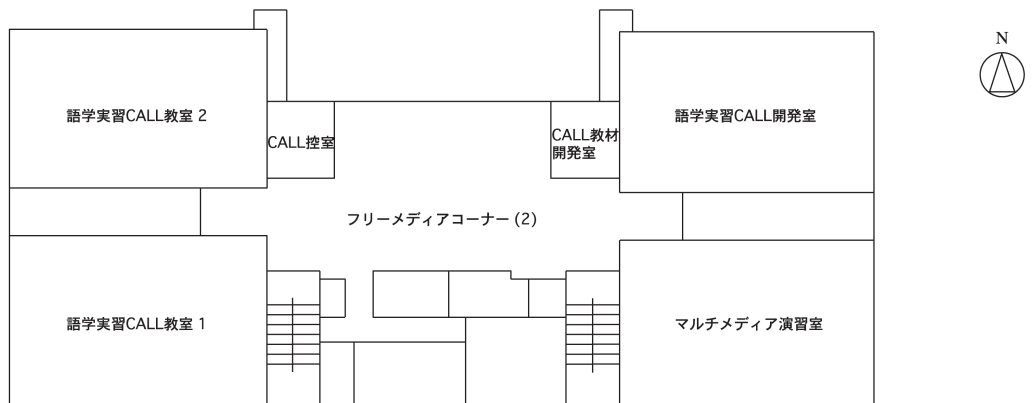 N
語学実習CALL教室 2
語学実習CALL開発室
CALL控室
CALL教材
開発室
フリーメディアコーナー (2)
語学実習CALL教室 1
マルチメディア演習室